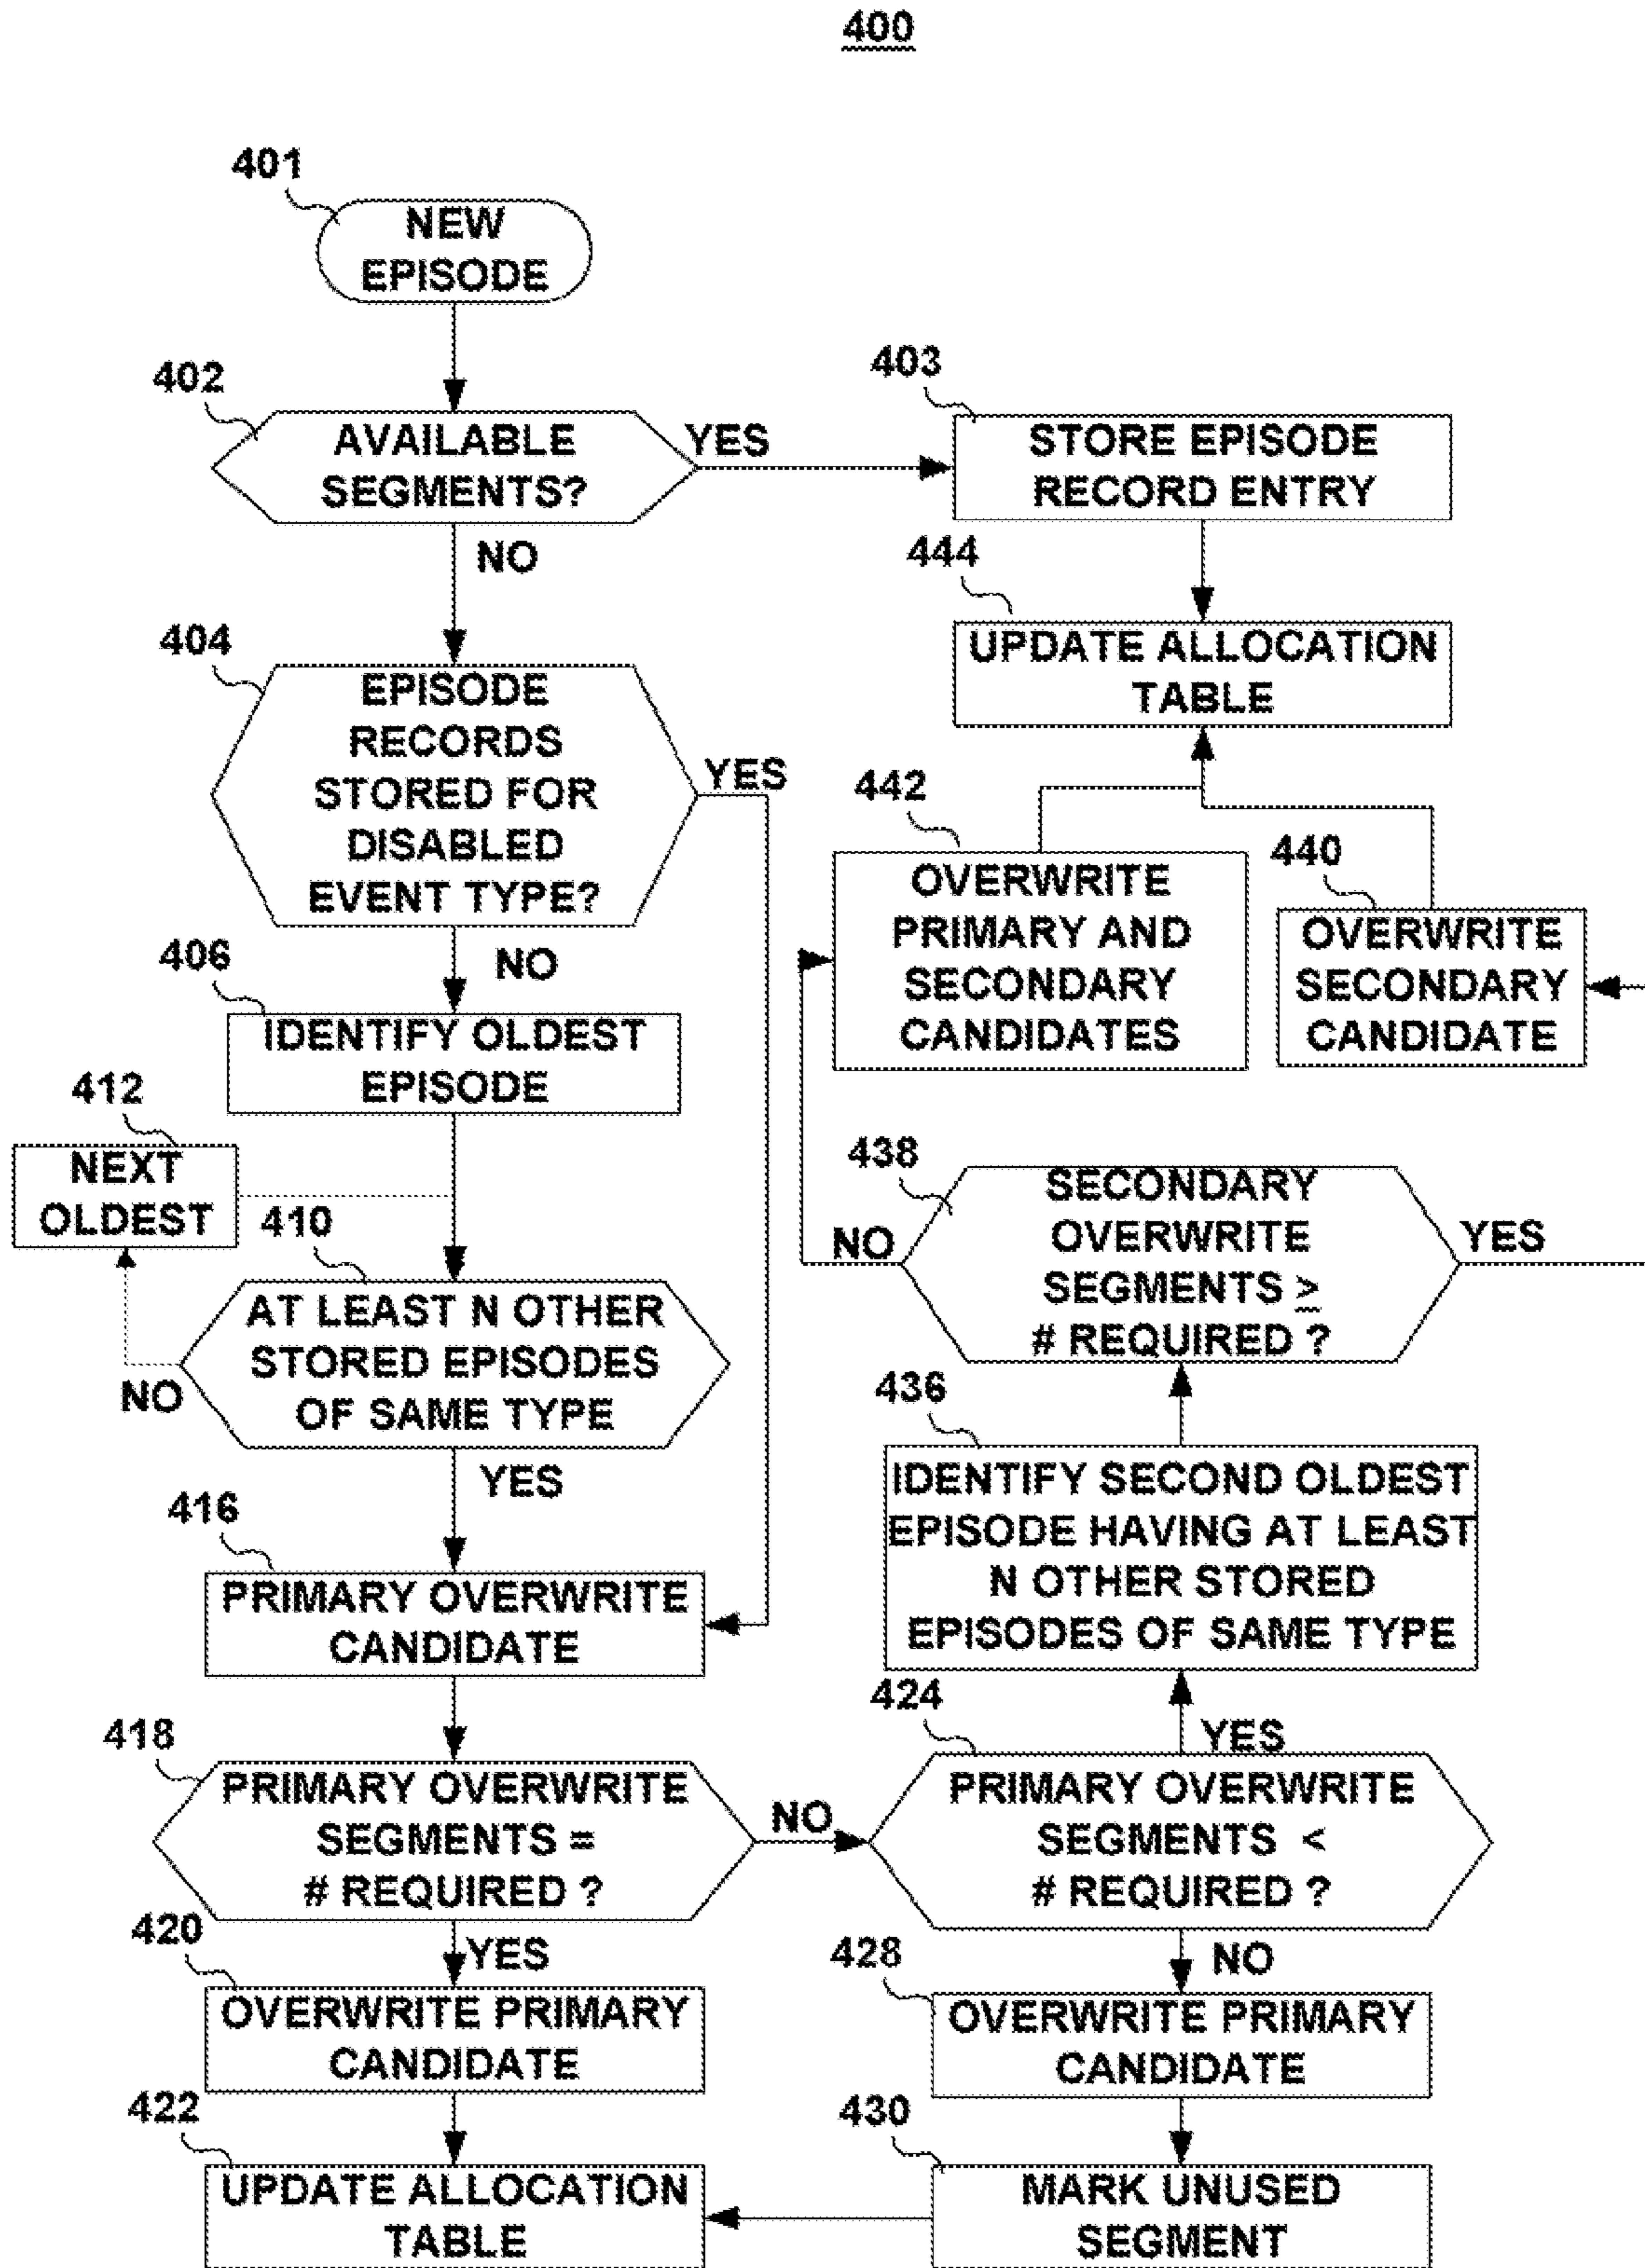 400
401
NEW
EPISODE
402
AVAILABLE
SEGMENTS?
YES
NO
403
STORE EPISODE
RECORD ENTRY
444
UPDATE ALLOCATION
TABLE
404
EPISODE
RECORDS
STORED FOR
DISABLED
EVENT TYPE?
YES
NO
442
OVERWRITE
PRIMARY AND
SECONDARY
CANDIDATES
440
OVERWRITE
SECONDARY
CANDIDATE
406
IDENTIFY OLDEST
EPISODE
412
NEXT
OLDEST
410
AT LEAST N OTHER
STORED EPISODES
OF SAME TYPE
NO
YES
438
SECONDARY
OVERWRITE
SEGMENTS ≥
# REQUIRED ?
NO
YES
436
IDENTIFY SECOND OLDEST
EPISODE HAVING AT LEAST
N OTHER STORED
EPISODES OF SAME TYPE
416
PRIMARY OVERWRITE
CANDIDATE
418
PRIMARY OVERWRITE
SEGMENTS =
# REQUIRED ?
NO
YES
424
YES
PRIMARY OVERWRITE
SEGMENTS <
# REQUIRED ?
NO
420
OVERWRITE PRIMARY
CANDIDATE
428
OVERWRITE PRIMARY
CANDIDATE
422
UPDATE ALLOCATION
TABLE
430
MARK UNUSED
SEGMENT